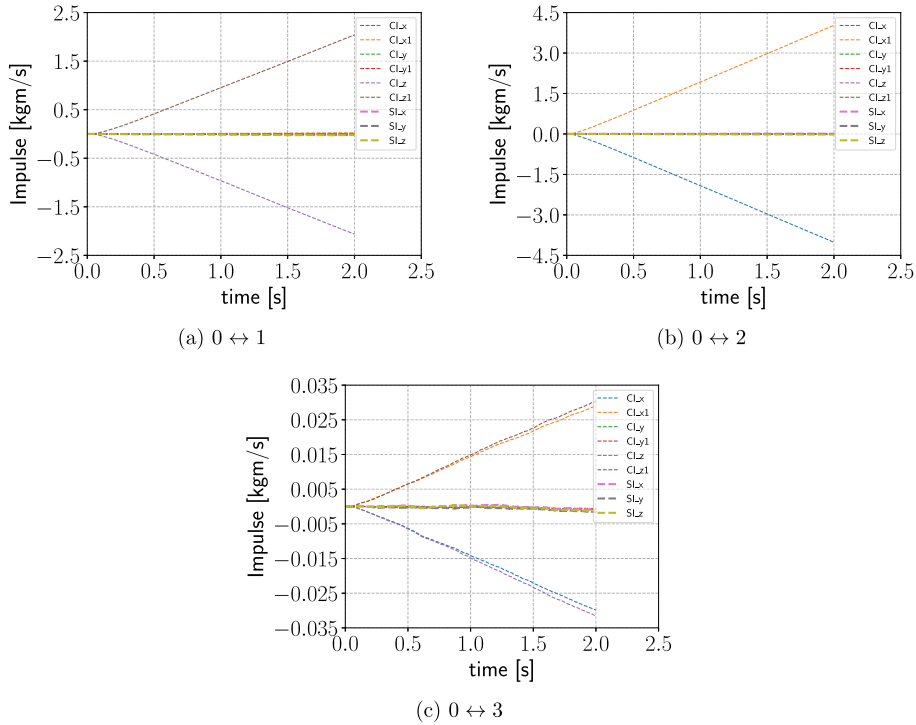 2.5
1.5
0.5
−0.5
−1.5
−2.5
Impulse [kgm/s]
0.0 0.5 1.0 1.5 2.0 2.5
time [s]
CI_x
CI_x1
CI_y
CI_y1
CI_z
CI_z1
SI_x
SI_y
SI_z
(a) 0 ↔ 1
4.5
3.0
1.5
0.0
−1.5
−3.0
−4.5
Impulse [kgm/s]
0.0 0.5 1.0 1.5 2.0 2.5
time [s]
CI_x
CI_x1
CI_y
CI_y1
CI_z
CI_z1
SI_x
SI_y
SI_z
(b) 0 ↔ 2
0.035
0.025
0.015
0.005
−0.005
−0.015
−0.025
−0.035
Impulse [kgm/s]
0.0 0.5 1.0 1.5 2.0 2.5
time [s]
CI_x
CI_x1
CI_y
CI_y1
CI_z
CI_z1
SI_x
SI_y
SI_z
(c) 0 ↔ 3